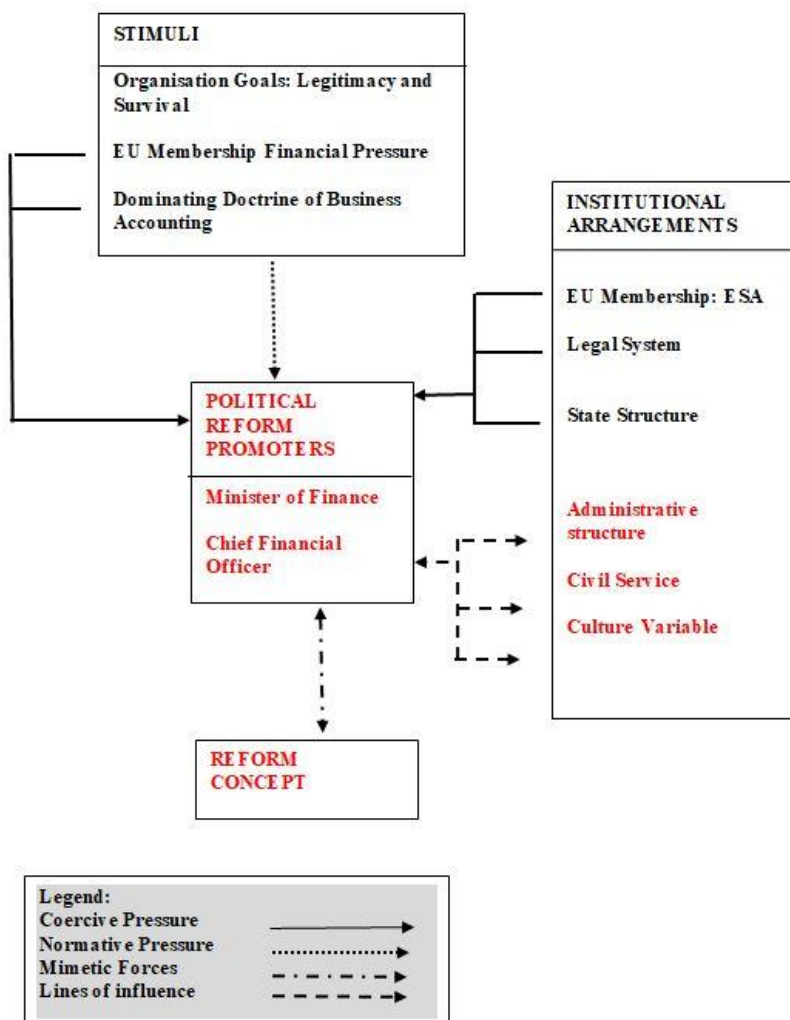 STIMULI
Organisation Goals: Legitimacy and
Survival
EU Membership Financial Pressure
Dominating Doctrine of Business
Accounting
INSTITUTIONAL
ARRANGEMENTS
EU Membership: ESA
Legal System
State Structure
Administrative
structure
Civil Service
Culture Variable
POLITICAL
REFORM
PROMOTERS
Minister of Finance
Chief Financial
Officer
REFORM
CONCEPT
Legend:
Coercive Pressure
Normative Pressure
Mimetic Forces
Lines of influence